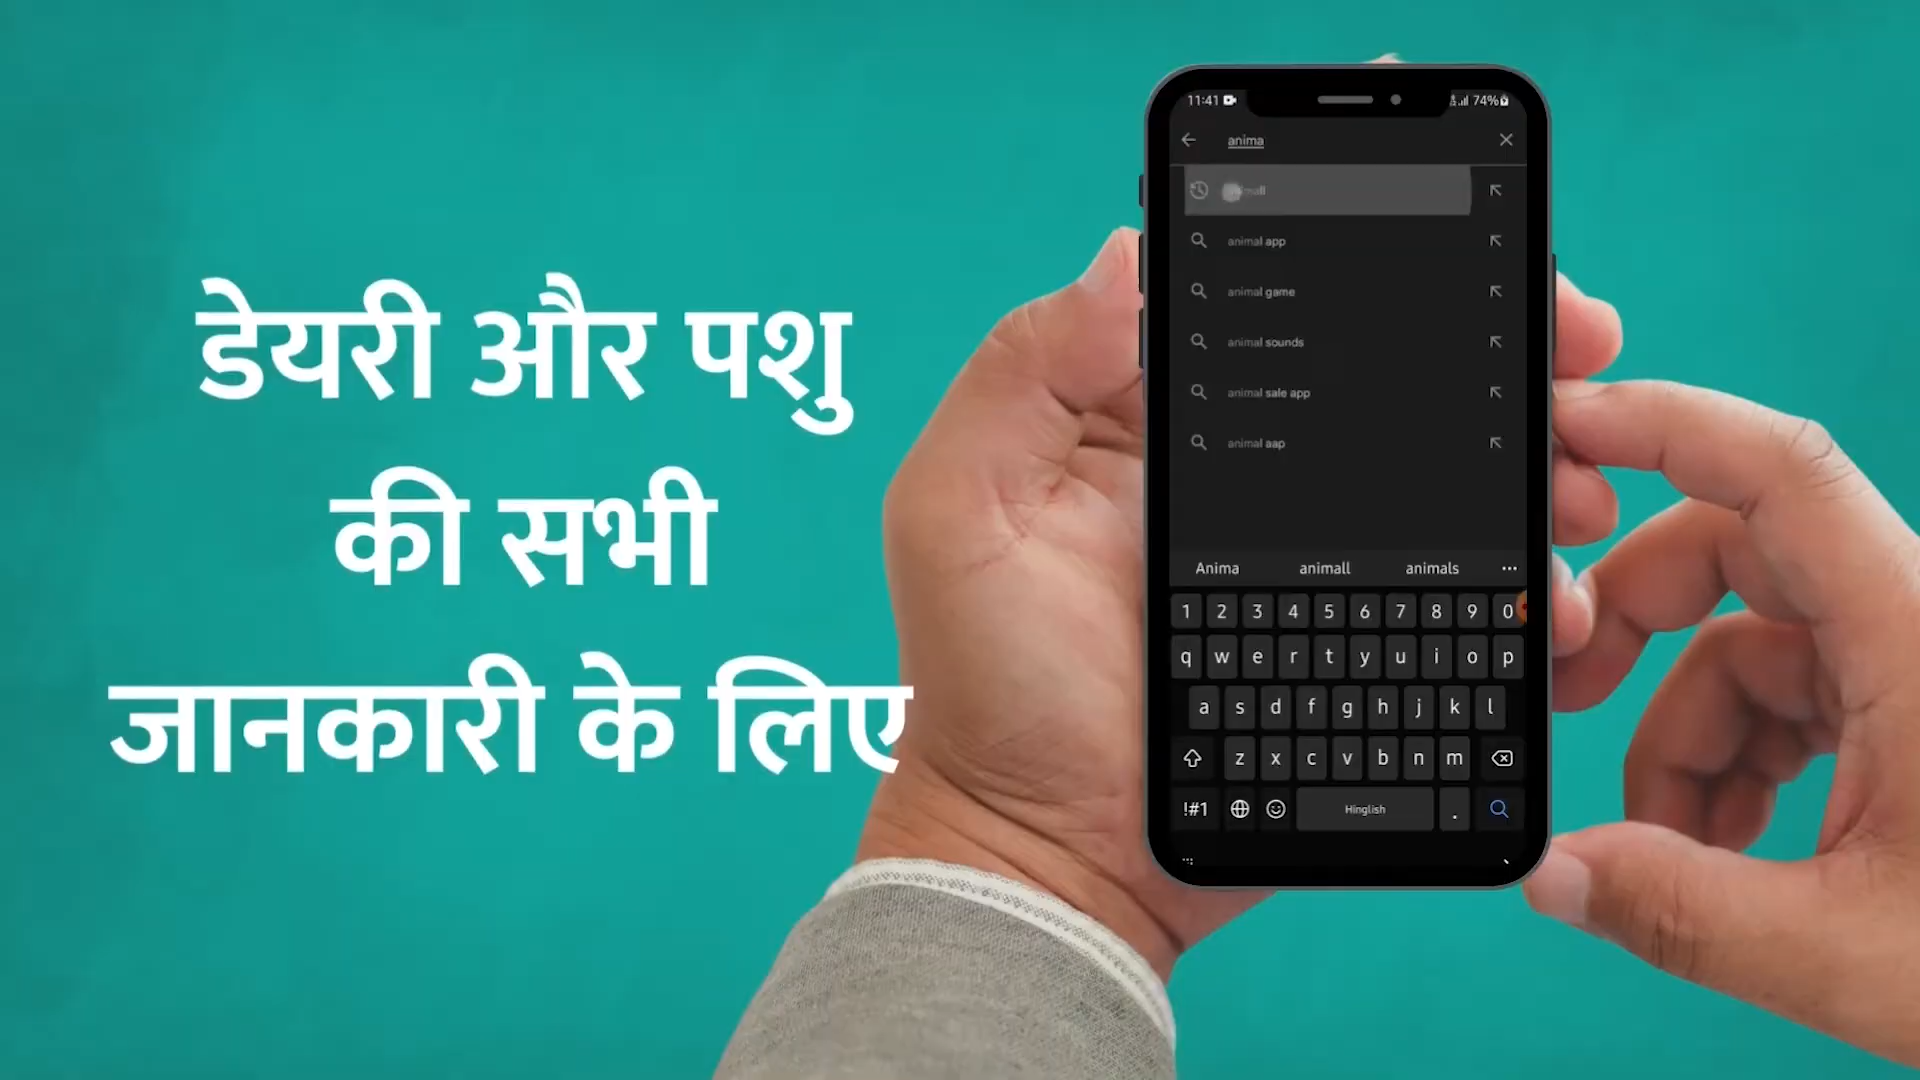 डेयरी और पशु
की सभी
जानकारी के लिए
11:41
74%
anima
animal app
animal game
animal sounds
animal sale app
animal aap
Anima animall animals
1 2 3 4 5 6 7 8 9 0
q w e r t y u i o p
a s d f g h j k l
z x c v b n m
!#1 Hinglish .